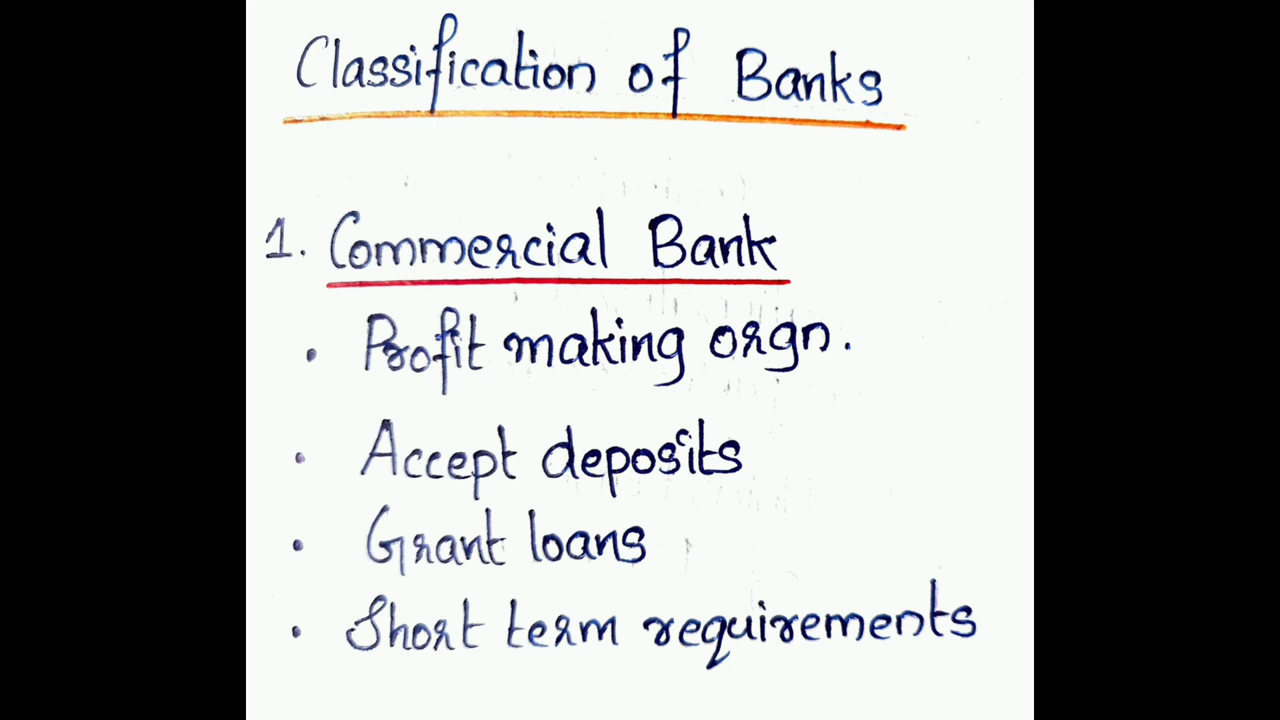 Classification of Banks
1. Commercial Bank
• Profit making orgn.
• Accept deposits
• Grant loans
• Short term requirements